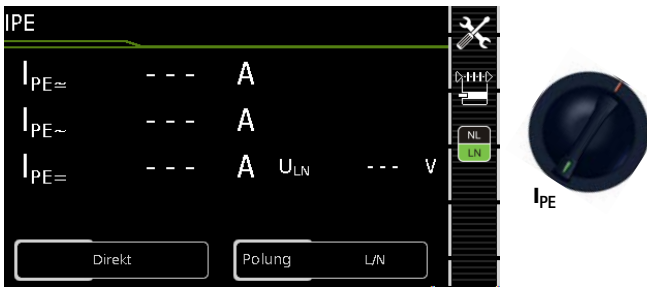 IPE
IPE≃ - - - A
IPE~ - - - A
IPE= - - - A ULN - - - V
Direkt Polung L/N
NL
LN
IPE